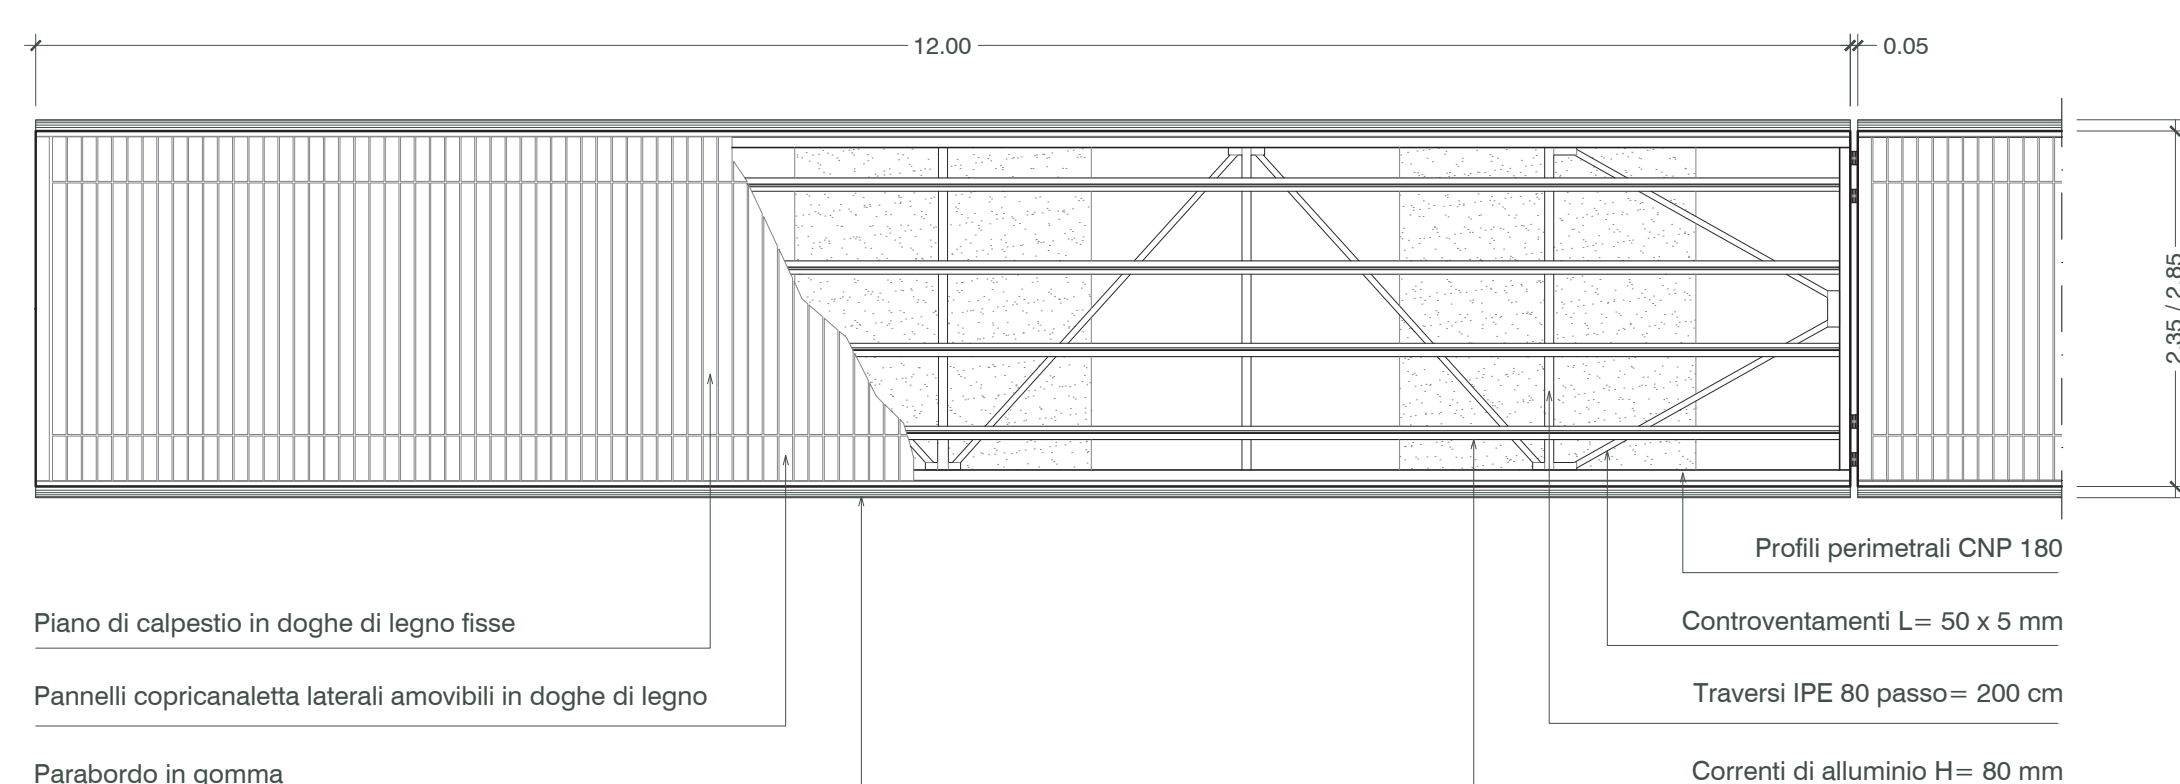 12.00
0.05
2.35 / 2.85
Profili perimetrali CNP 180
Piano di calpestio in doghe di legno fisse
Controventamenti L= 50 x 5 mm
Pannelli copricanaletta laterali amovibili in doghe di legno
Traversi IPE 80 passo= 200 cm
Parabordo in gomma
Correnti di alluminio H= 80 mm